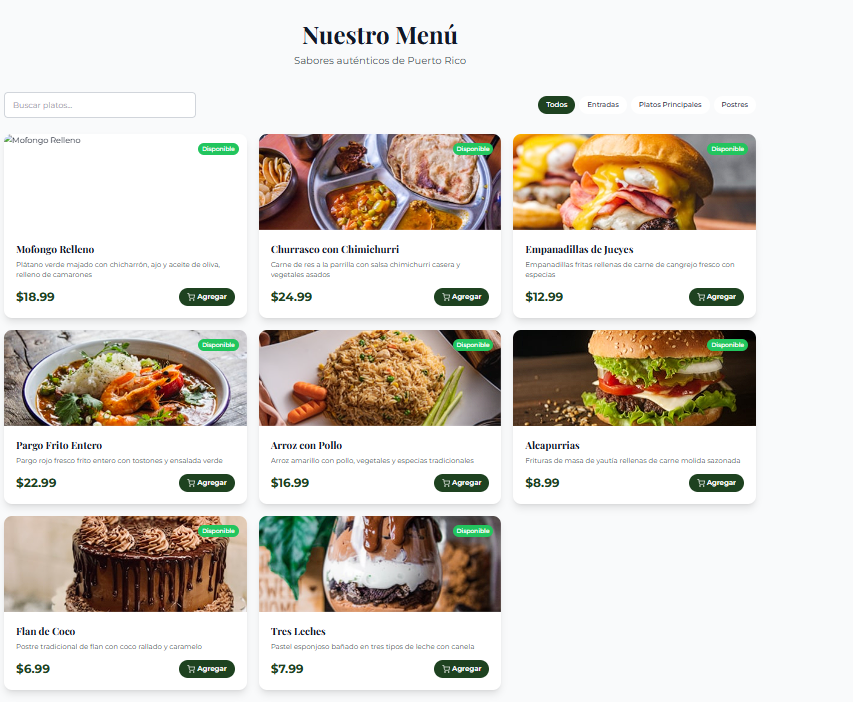 Nuestro Menú
Sabores auténticos de Puerto Rico
Buscar platos...
Todos
Entradas
Platos Principales
Postres
Mofongo Relleno
Disponible
Mofongo Relleno
Plátano verde majado con chicharrón, ajo y aceite de oliva,
relleno de camarones
$18.99
Agregar
Disponible
Churrasco con Chimichurri
Carne de res a la parrilla con salsa chimichurri casera y
vegetales asados
$24.99
Agregar
Disponible
Empanadillas de Jueyes
Empanadillas fritas rellenas de carne de cangrejo fresco con
especias
$12.99
Agregar
Disponible
Pargo Frito Entero
Pargo rojo fresco frito entero con tostones y ensalada verde
$22.99
Agregar
Disponible
Arroz con Pollo
Arroz amarillo con pollo, vegetales y especias tradicionales
$16.99
Agregar
Disponible
Alcapurrias
Frituras de masa de yautía rellenas de carne molida sazonada
$8.99
Agregar
Disponible
Flan de Coco
Postre tradicional de flan con coco rallado y caramelo
$6.99
Agregar
Disponible
Tres Leches
Pastel esponjoso bañado en tres tipos de leche con canela
$7.99
Agregar